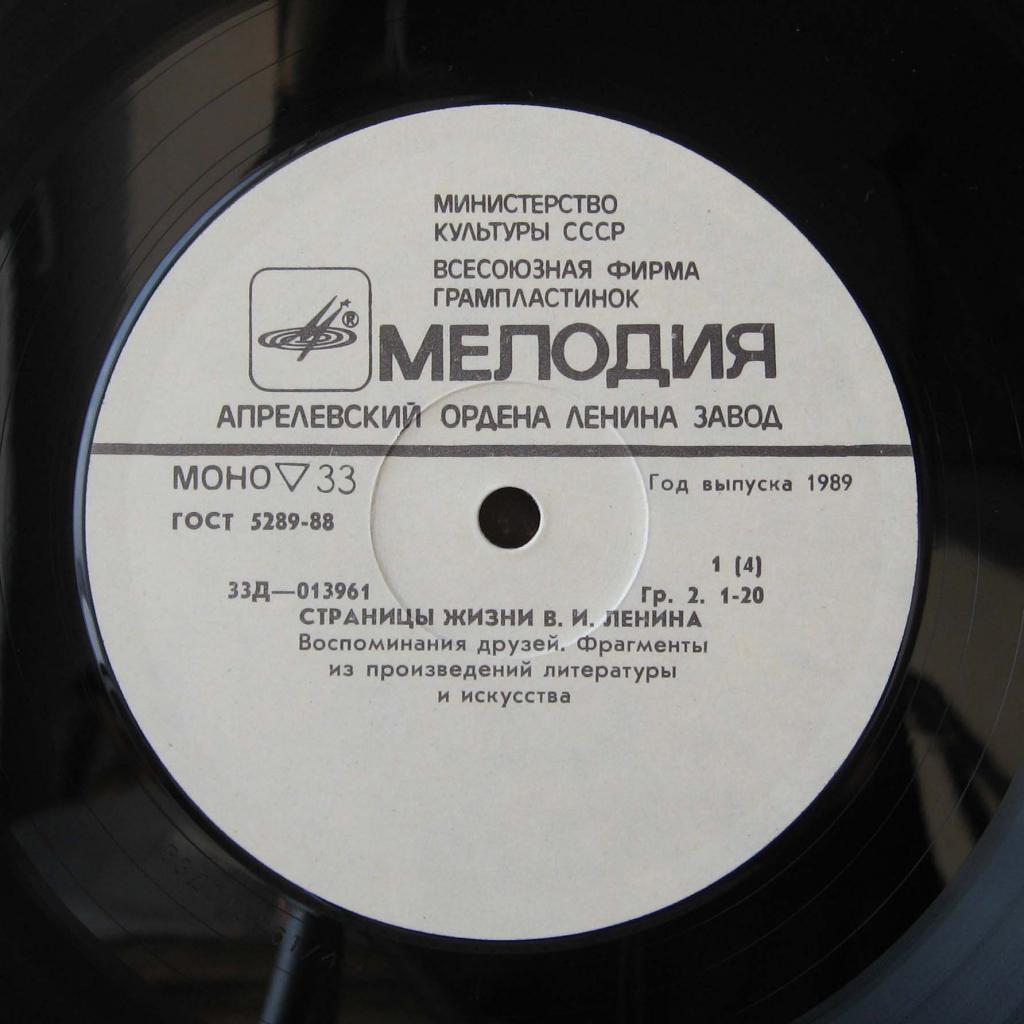 МИНИСТЕРСТВО
КУЛЬТУРЫ СССР
ВСЕСОЮЗНАЯ ФИРМА
ГРАМПЛАСТИНОК
®
МЕЛОДИЯ
АПРЕЛЕВСКИЙ ОРДЕНА ЛЕНИНА ЗАВОД
МОНО ▽ 33
Год выпуска 1989
ГОСТ 5289-88
1 (4)
33Д—013961
Гр. 2. 1-20
СТРАНИЦЫ ЖИЗНИ В. И. ЛЕНИНА
Воспоминания друзей. Фрагменты
из произведений литературы
и искусства